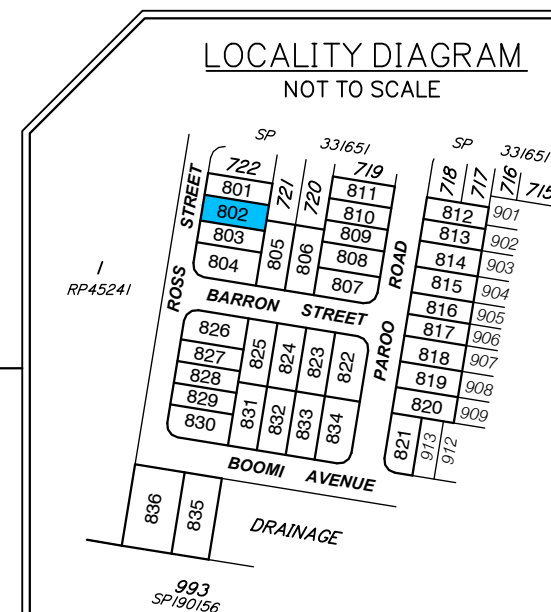 LOCALITY DIAGRAM
NOT TO SCALE
SP 331651 SP 331651
722 721 720 719 718 717 716 715
801 811
802 810
803 809
804 805 806 808
807
812 901
813 902
814 903
815 904
816 905
817 906
818 907
819 908
820 909
821 913 912
ROSS STREET
PAROO ROAD
1
RP45241
BARRON STREET
826 825 824 823 822
827
828
829
830 831 832 833 834
BOOMI AVENUE
836 835
DRAINAGE
993
SP190156